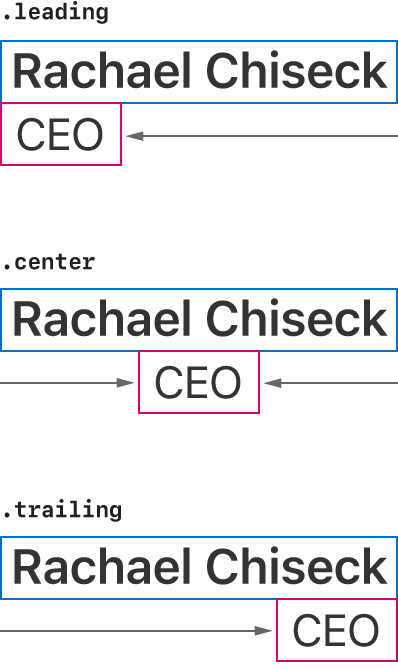 .leading
Rachael Chiseck
CEO
.center
Rachael Chiseck
CEO
.trailing
Rachael Chiseck
CEO